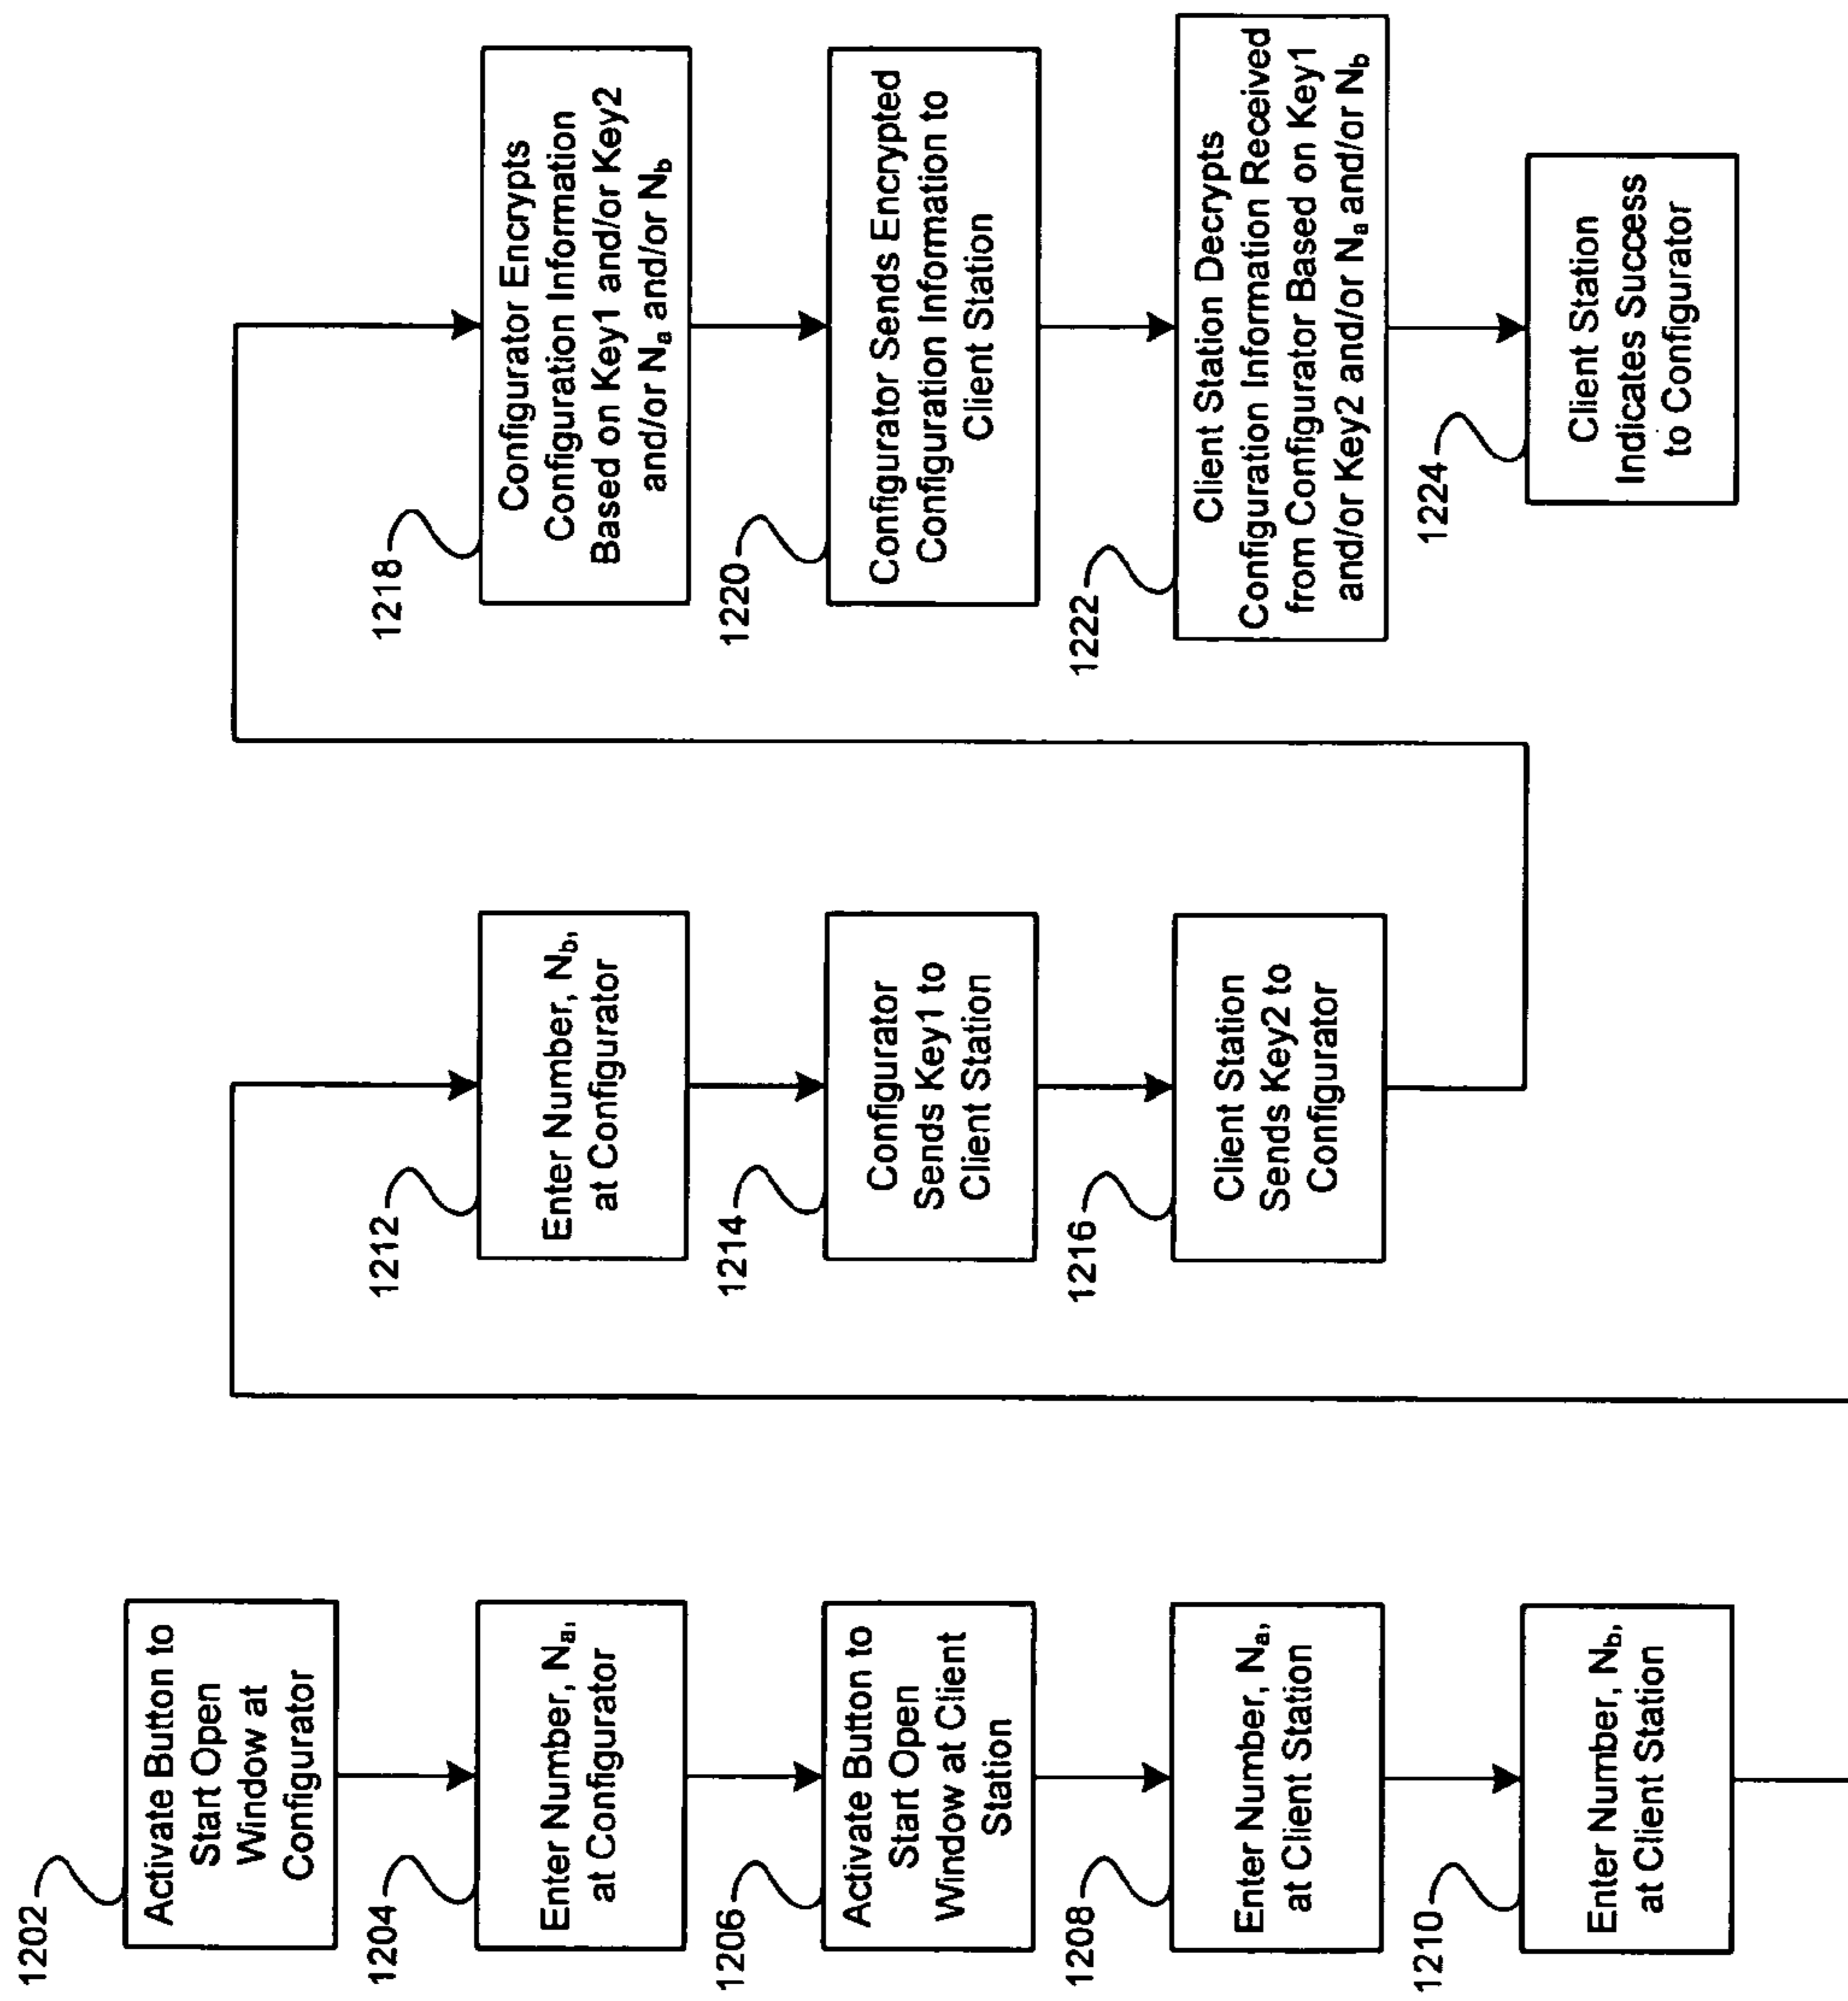 1202
Activate Button to
Start Open
Window at
Configurator
1204
Enter Number, Na,
at Configurator
1206
Activate Button to
Start Open
Window at Client
Station
1208
Enter Number, Na,
at Client Station
1210
Enter Number, Nb,
at Client Station
1212
Enter Number, Nb,
at Configurator
1214
Configurator
Sends Key1 to
Client Station
1216
Client Station
Sends Key2 to
Configurator
1218
Configurator Encrypts
Configuration Information
Based on Key1 and/or Key2
and/or Na and/or Nb
1220
Configurator Sends Encrypted
Configuration Information to
Client Station
1222
Client Station Decrypts
Configuration Information Received
from Configurator Based on Key1
and/or Key2 and/or Na and/or Nb
1224
Client Station
Indicates Success
to Configurator